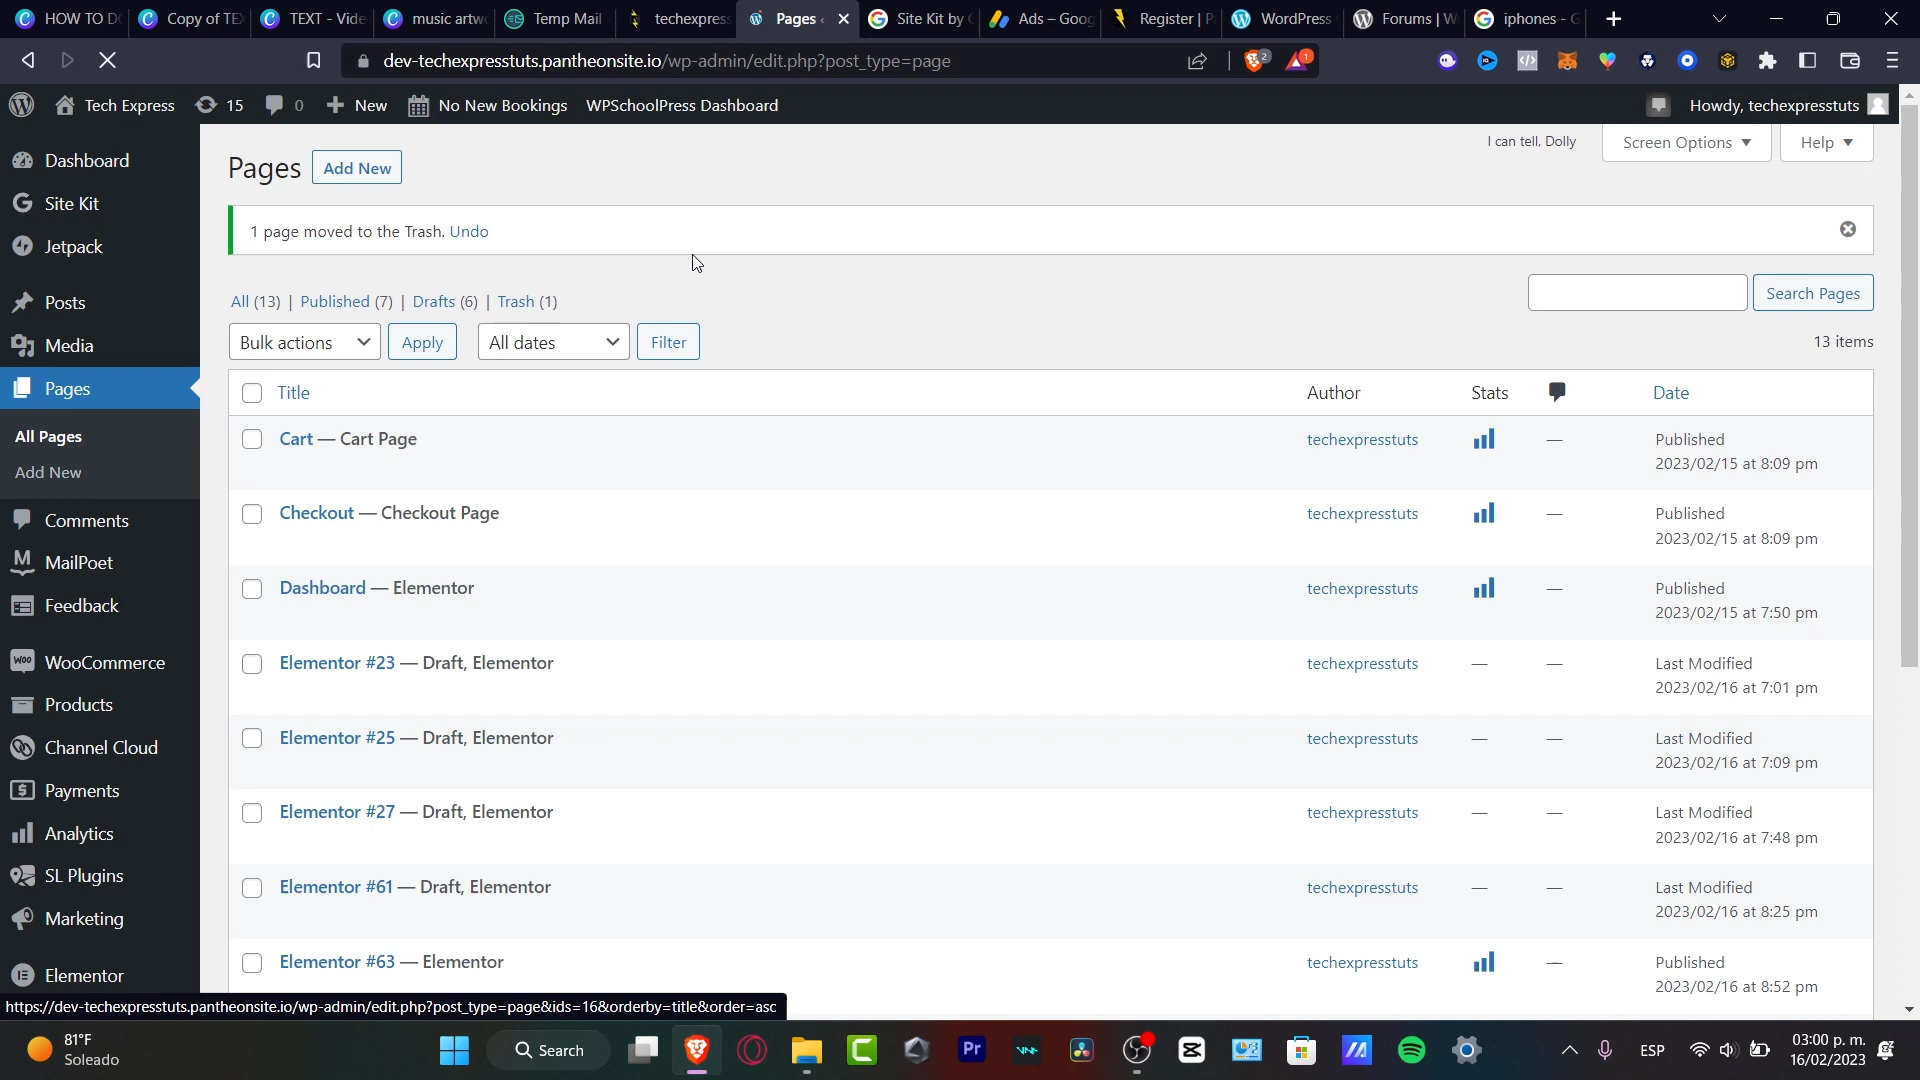 HOW TO DO
Copy of TE
TEXT - Vide
music artw
Temp Mail
techexpres
Pages
Site Kit by
Ads – Goog
Register | P
WordPress
Forums | W
iphones - G
dev-techexpresstuts.pantheonsite.io/wp-admin/edit.php?post_type=page
2
1
Tech Express
15
0
New
No New Bookings
WPSchoolPress Dashboard
Howdy, techexpresstuts
Dashboard
Site Kit
Jetpack
Posts
Media
Pages
All Pages
Add New
Comments
MailPoet
Feedback
WooCommerce
Products
Channel Cloud
Payments
Analytics
SL Plugins
Marketing
Elementor
I can tell, Dolly
Screen Options
Help
Pages
Add New
1 page moved to the Trash. Undo
All (13) | Published (7) | Drafts (6) | Trash (1)
Search Pages
Bulk actions
Apply
All dates
Filter
13 items
Title
Author
Stats
Date
Cart — Cart Page
techexpresstuts
—
Published
2023/02/15 at 8:09 pm
Checkout — Checkout Page
techexpresstuts
—
Published
2023/02/15 at 8:09 pm
Dashboard — Elementor
techexpresstuts
—
Published
2023/02/15 at 7:50 pm
Elementor #23 — Draft, Elementor
techexpresstuts
—
—
Last Modified
2023/02/16 at 7:01 pm
Elementor #25 — Draft, Elementor
techexpresstuts
—
—
Last Modified
2023/02/16 at 7:09 pm
Elementor #27 — Draft, Elementor
techexpresstuts
—
—
Last Modified
2023/02/16 at 7:48 pm
Elementor #61 — Draft, Elementor
techexpresstuts
—
—
Last Modified
2023/02/16 at 8:25 pm
Elementor #63 — Elementor
techexpresstuts
—
Published
2023/02/16 at 8:52 pm
https://dev-techexpresstuts.pantheonsite.io/wp-admin/edit.php?post_type=page&ids=16&orderby=title&order=asc
81°F
Soleado
Search
Pr
ESP
03:00 p. m.
16/02/2023